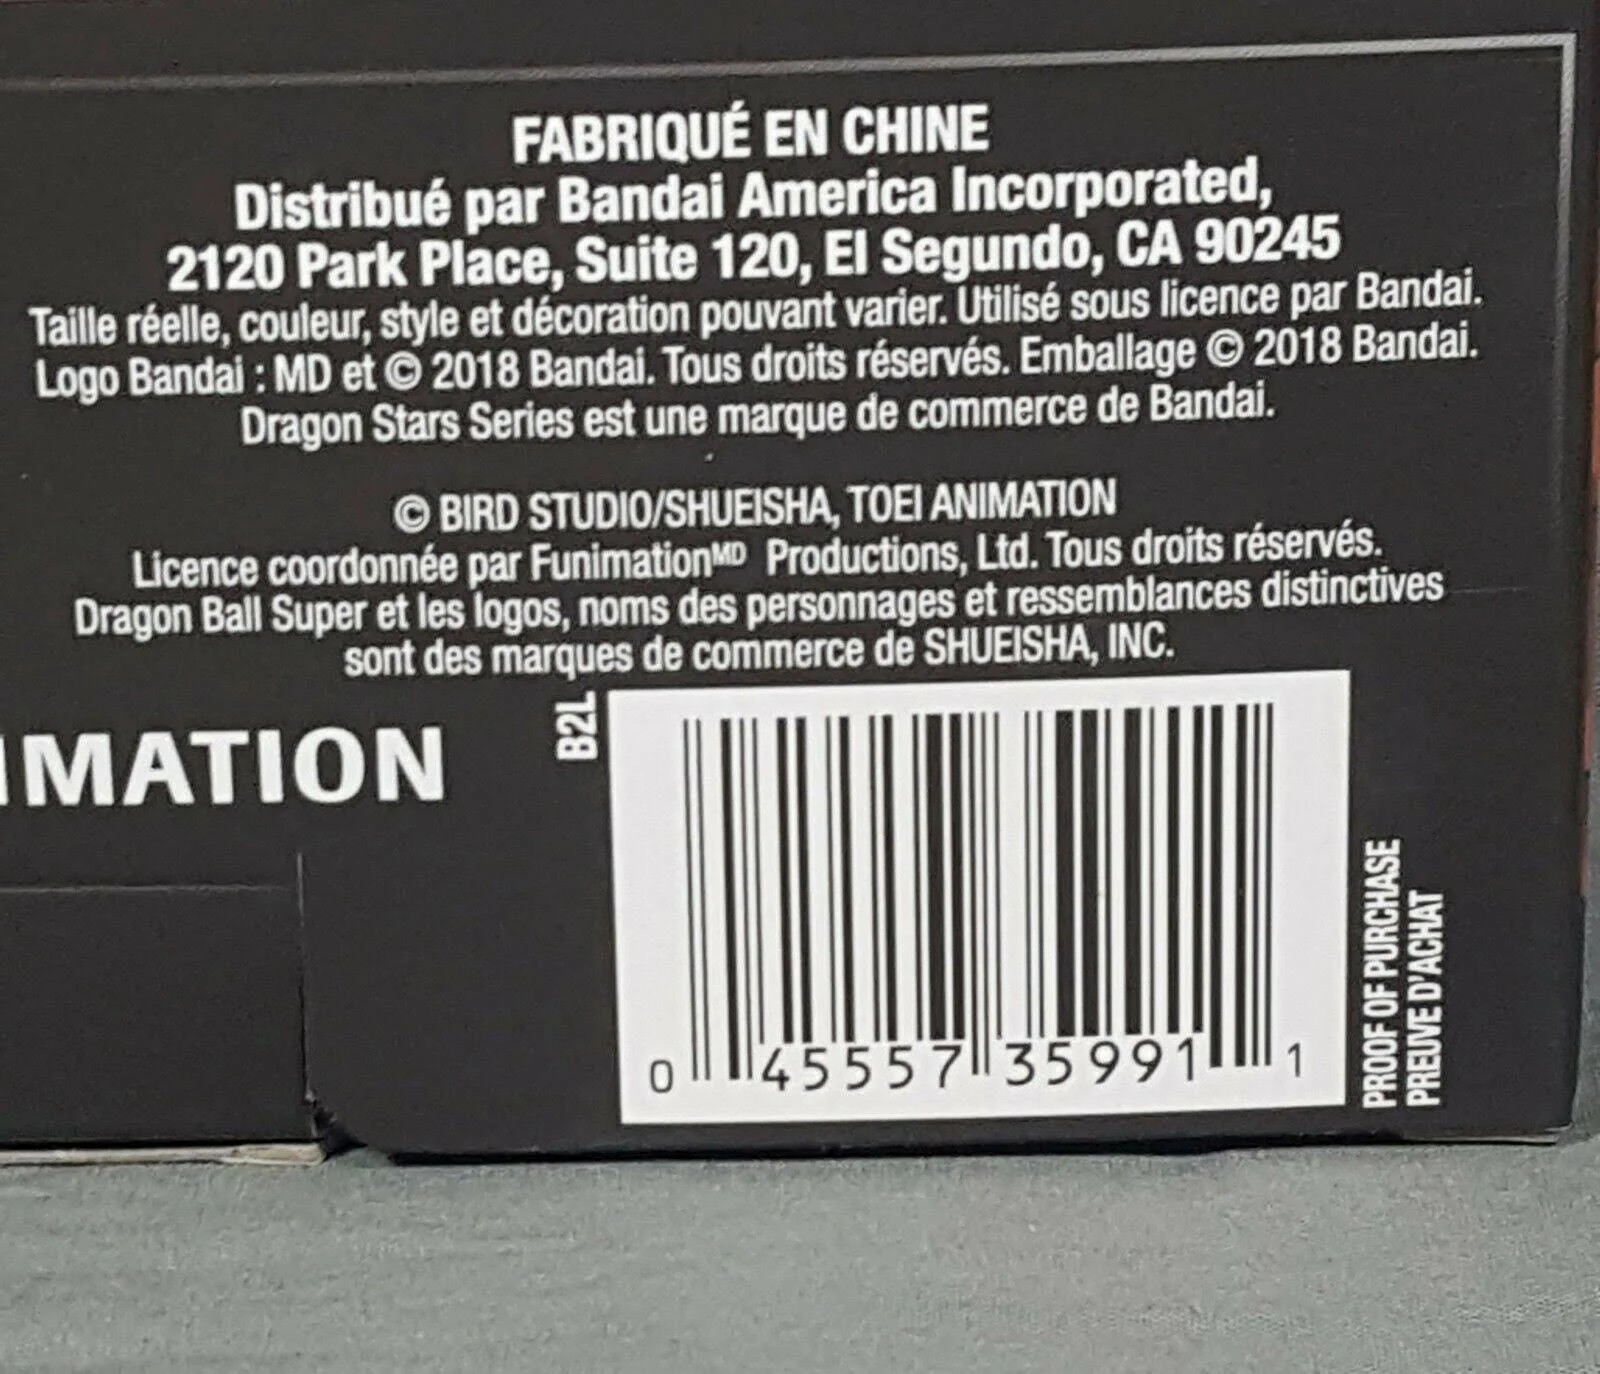 FABRIQUÉ EN CHINE
Distribué par Bandai America Incorporated,
2120 Park Place, Suite 120, El Segundo, CA 90245
Taille réelle, couleur, style et décoration pouvant varier. Utilisé sous licence par Bandai.
Logo Bandai : MD et © 2018 Bandai. Tous droits réservés. Emballage © 2018 Bandai.
Dragon Stars Series est une marque de commerce de Bandai.
© BIRD STUDIO/SHUEISHA, TOEI ANIMATION
Licence coordonnée par Funimation MD Productions, Ltd. Tous droits réservés.
Dragon Ball Super et les logos, noms des personnages et ressemblances distinctives
sont des marques de commerce de SHUEISHA, INC.
IMATION
B2L
0 45557 35991 1
PROOF OF PURCHASE
PREUVE D'ACHAT